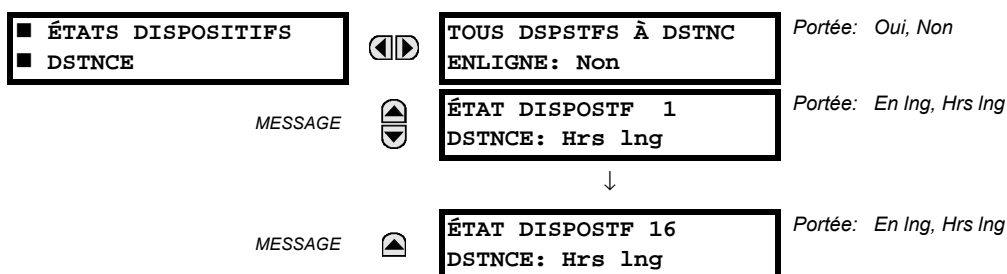 ■ ÉTATS DISPOSITIFS
■ DSTNCE
TOUS DSPSTFS À DSTNC
ENLIGNE: Non
Portée: Oui, Non
MESSAGE
ÉTAT DISPOSTF 1
DSTNCE: Hrs lng
Portée: En lng, Hrs lng
↓
MESSAGE
ÉTAT DISPOSTF 16
DSTNCE: Hrs lng
Portée: En lng, Hrs lng